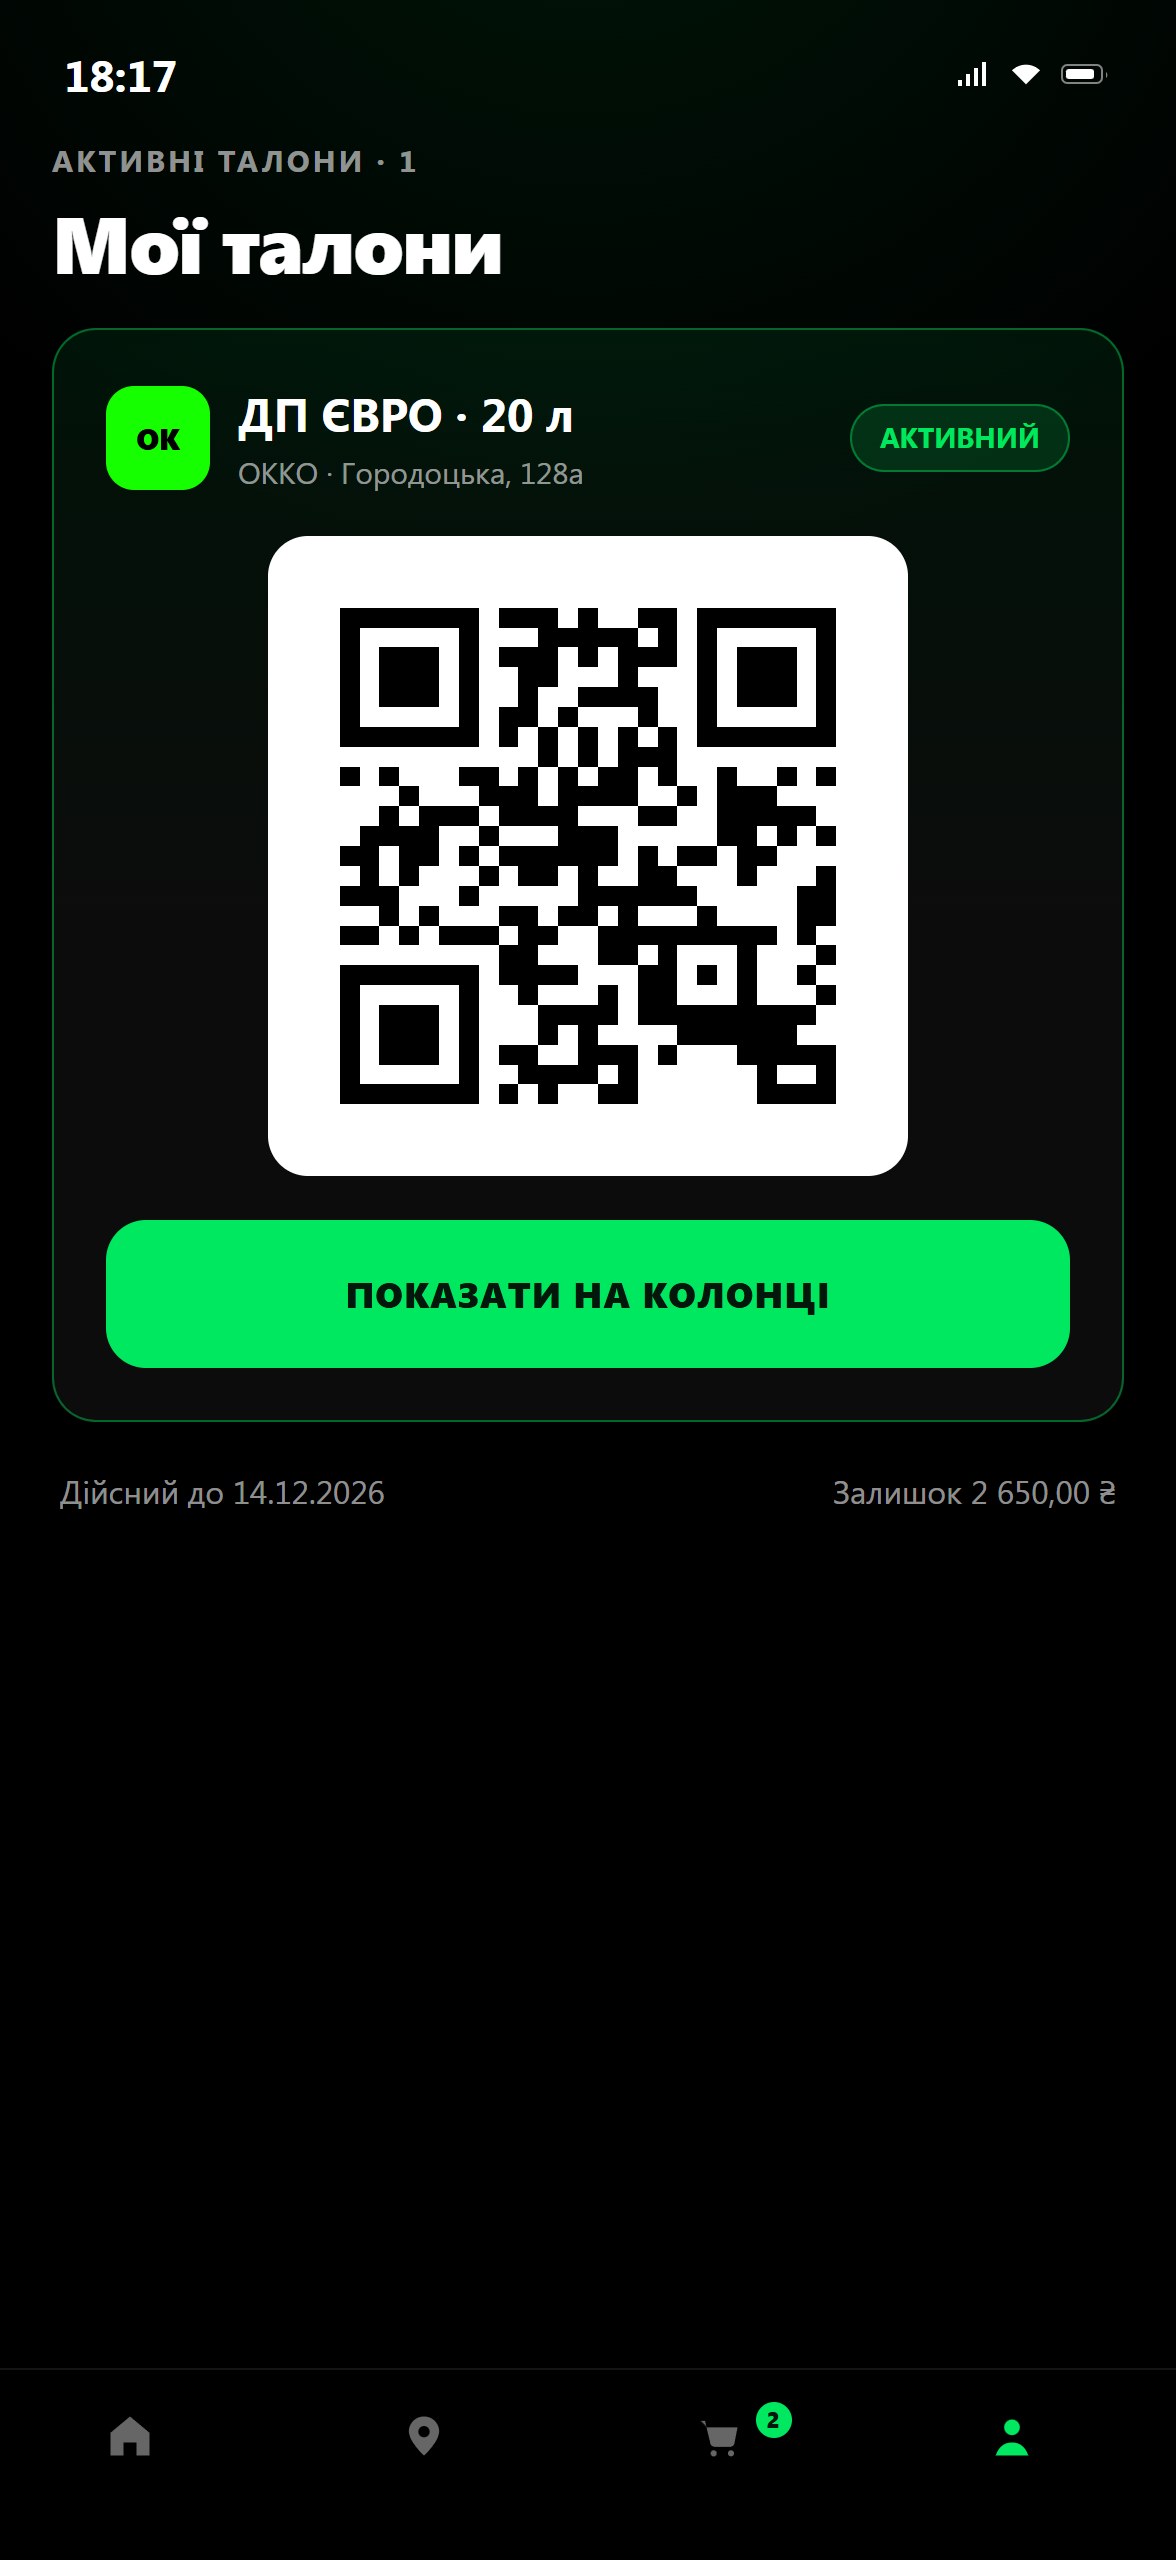 18:17
АКТИВНІ ТАЛОНИ · 1
Мої талони
ОК
ДП ЄВРО · 20 л
ОККО · Городоцька, 128а
АКТИВНИЙ
ПОКАЗАТИ НА КОЛОНЦІ
Дійсний до 14.12.2026
Залишок 2 650,00 ₴
2